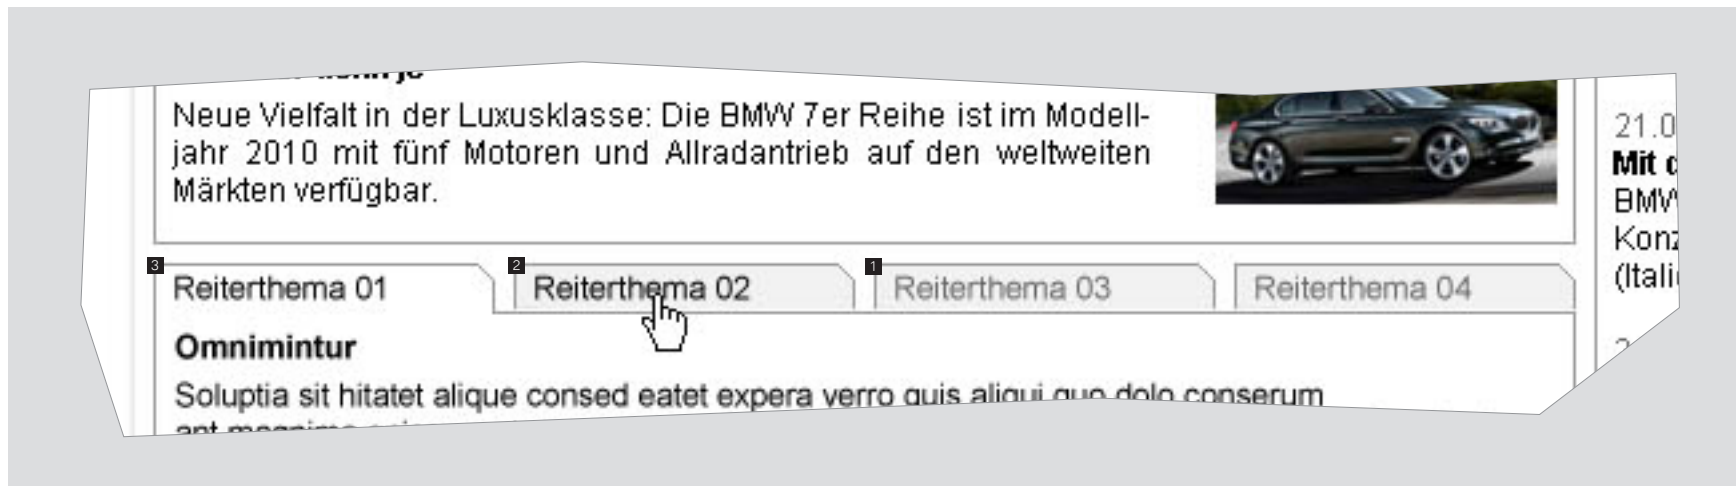 Neue Vielfalt in der Luxusklasse: Die BMW 7er Reihe ist im Modell-
jahr 2010 mit fünf Motoren und Allradantrieb auf den weltweiten
Märkten verfügbar.
21.0
Mit d
BMW
Konz
(Italie
3 Reiterthema 01
2 Reiterthema 02
1 Reiterthema 03
Reiterthema 04
Omnimintur
Soluptia sit hitatet alique consed eatet expera verro quis aliqui quo dolo conserum